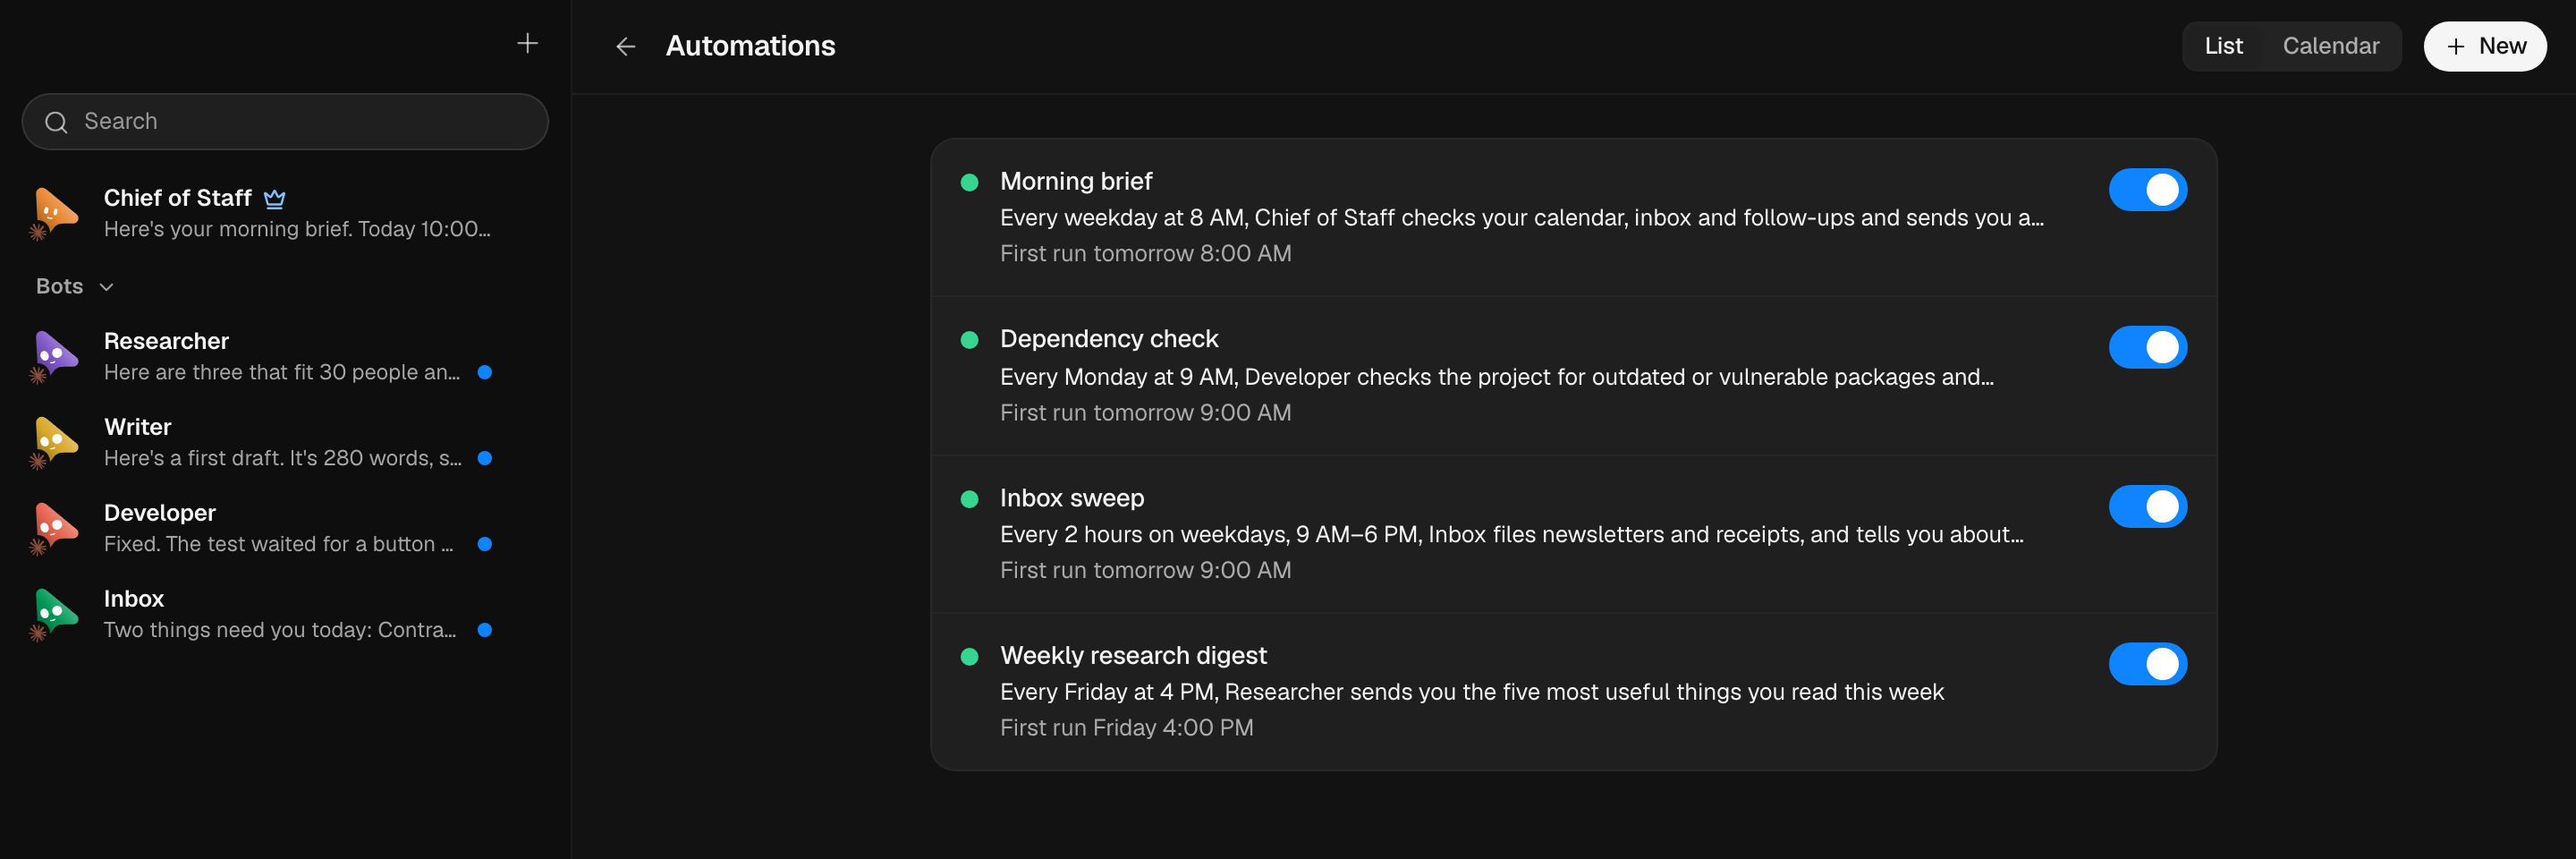 Search
Chief of Staff
Here's your morning brief. Today 10:00...
Bots
Researcher
Here are three that fit 30 people an...
Writer
Here's a first draft. It's 280 words, s...
Developer
Fixed. The test waited for a button ...
Inbox
Two things need you today: Contra...
Automations
List
Calendar
New
Morning brief
Every weekday at 8 AM, Chief of Staff checks your calendar, inbox and follow-ups and sends you a...
First run tomorrow 8:00 AM
Dependency check
Every Monday at 9 AM, Developer checks the project for outdated or vulnerable packages and...
First run tomorrow 9:00 AM
Inbox sweep
Every 2 hours on weekdays, 9 AM–6 PM, Inbox files newsletters and receipts, and tells you about...
First run tomorrow 9:00 AM
Weekly research digest
Every Friday at 4 PM, Researcher sends you the five most useful things you read this week
First run Friday 4:00 PM